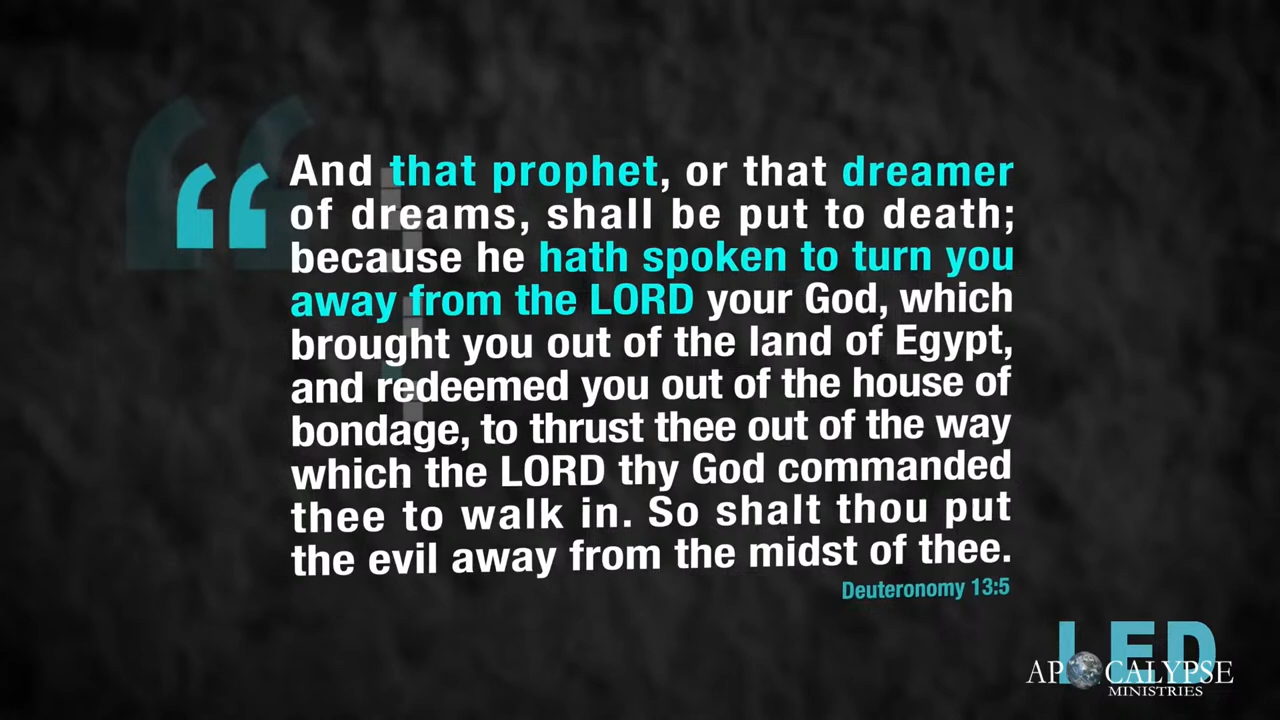 And that prophet, or that dreamer
of dreams, shall be put to death;
because he hath spoken to turn you
away from the LORD your God, which
brought you out of the land of Egypt,
and redeemed you out of the house of
bondage, to thrust thee out of the way
which the LORD thy God commanded
thee to walk in. So shalt thou put
the evil away from the midst of thee.
Deuteronomy 13:5
LED
APOCALYPSE
MINISTRIES